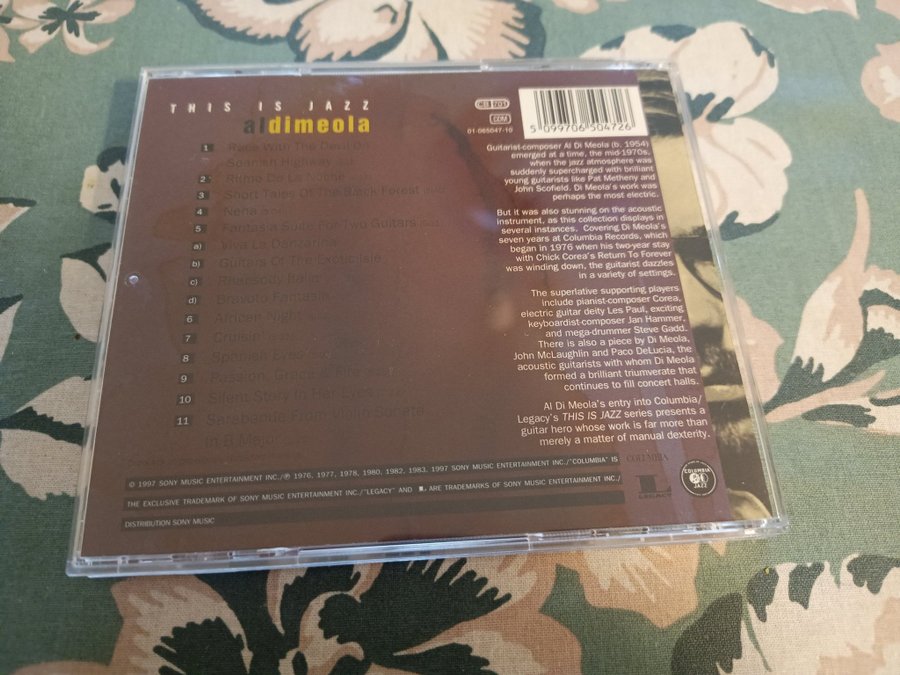 THIS IS JAZZ
aldimeola
1 Race With The Devil On
Spanish Highway
2 Ritmo De La Noche
3 Short Tales Of The Black Forest
4 Nena
5 Fantasia Suite For Two Guitars
a) Viva La Danzarina
b) Guitars Of The Exotic Isle
c) Rhapsody Italia
d) Bravoto Fantasia
6 African Night
7 Cruisin'
8 Spanish Eyes
9 Passion, Grace
10 Silent Story In Her Eyes
11 Sarabande From Violin Sonata
In B Minor
CB 701
CDM
01-065047-10
5 099706 504726
Guitarist-composer Al Di Meola (b. 1954)
emerged at a time, the mid-1970s,
when the jazz atmosphere was
suddenly supercharged with brilliant
young guitarists like Pat Metheny and
John Scofield. Di Meola's work was
perhaps the most electric.
But it was also stunning on the acoustic
instrument, as this collection displays in
several instances. Covering Di Meola's
seven years at Columbia Records, which
began in 1976 when his two-year stay
with Chick Corea's Return To Forever
was winding down, the guitarist dazzles
in a variety of settings.
The superlative supporting players
include pianist-composer Corea,
electric guitar deity Les Paul, exciting
keyboardist-composer Jan Hammer,
and mega-drummer Steve Gadd.
There is also a piece by Di Meola,
John McLaughlin and Paco DeLucia, the
acoustic guitarists with whom Di Meola
formed a brilliant triumverate that
continues to fill concert halls.
Al Di Meola's entry into Columbia/
Legacy's THIS IS JAZZ series presents a
guitar hero whose work is far more than
merely a matter of manual dexterity.
© 1997 SONY MUSIC ENTERTAINMENT INC./℗ 1976, 1977, 1978, 1980, 1982, 1983, 1997 SONY MUSIC ENTERTAINMENT INC./"COLUMBIA" IS
THE EXCLUSIVE TRADEMARK OF SONY MUSIC ENTERTAINMENT INC./"LEGACY" AND L. ARE TRADEMARKS OF SONY MUSIC ENTERTAINMENT INC./
DISTRIBUTION SONY MUSIC
COLUMBIA
L
LEGACY
COLUMBIA
JAZZ